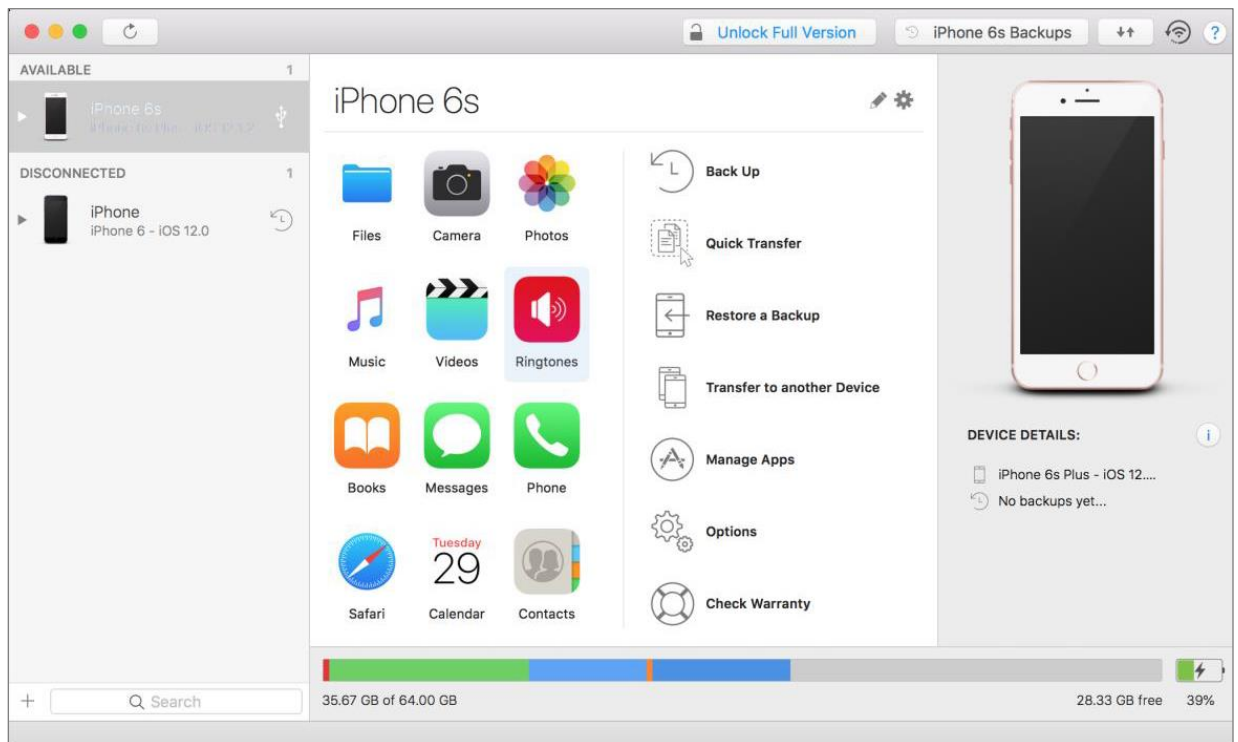 Unlock Full Version
iPhone 6s Backups
?
AVAILABLE 1
iPhone 6s
DISCONNECTED 1
iPhone
iPhone 6 - iOS 12.0
Search
iPhone 6s
Files Camera Photos
Music Videos Ringtones
Books Messages Phone
Tuesday
29
Safari Calendar Contacts
Back Up
Quick Transfer
Restore a Backup
Transfer to another Device
Manage Apps
Options
Check Warranty
DEVICE DETAILS: i
iPhone 6s Plus - iOS 12....
No backups yet...
35.67 GB of 64.00 GB 28.33 GB free 39%